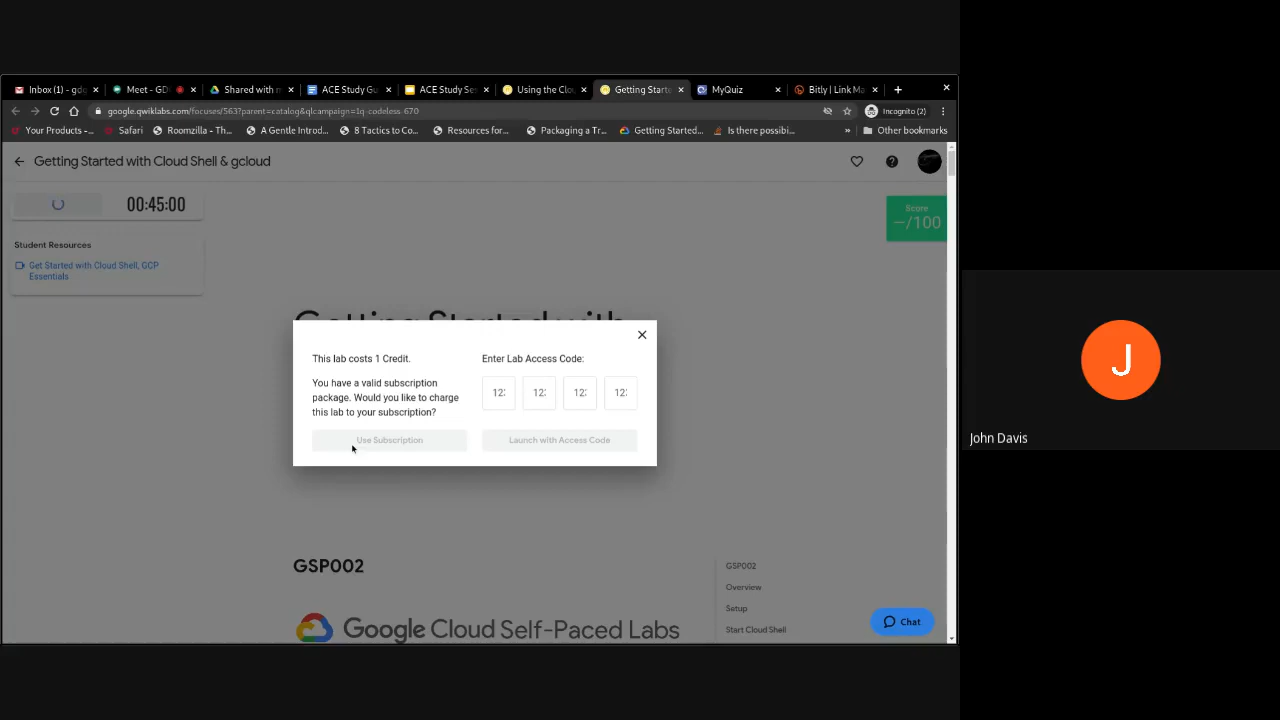 Inbox (1) - gdg
Meet - GD
Shared with m
ACE Study Gu
ACE Study Ses
Using the Clou
Getting Starte
MyQuiz
Bitly | Link Ma
google.qwiklabs.com/focuses/563?parent=catalog&qlcampaign=1q-codeless-670
Incognito (2)
Your Products -...
Safari
Roomzilla - Th...
A Gentle Introd...
8 Tactics to Co...
Resources for...
Packaging a Tr...
Getting Started...
Is there possibi...
»
Other bookmarks
Getting Started with Cloud Shell & gcloud
00:45:00
Score
—/100
Student Resources
Get Started with Cloud Shell, GCP
Essentials
Getting Started with
This lab costs 1 Credit.
You have a valid subscription
package. Would you like to charge
this lab to your subscription?
Use Subscription
Enter Lab Access Code:
Launch with Access Code
GSP002
Google Cloud Self-Paced Labs
GSP002
Overview
Setup
Start Cloud Shell
Chat
J
John Davis